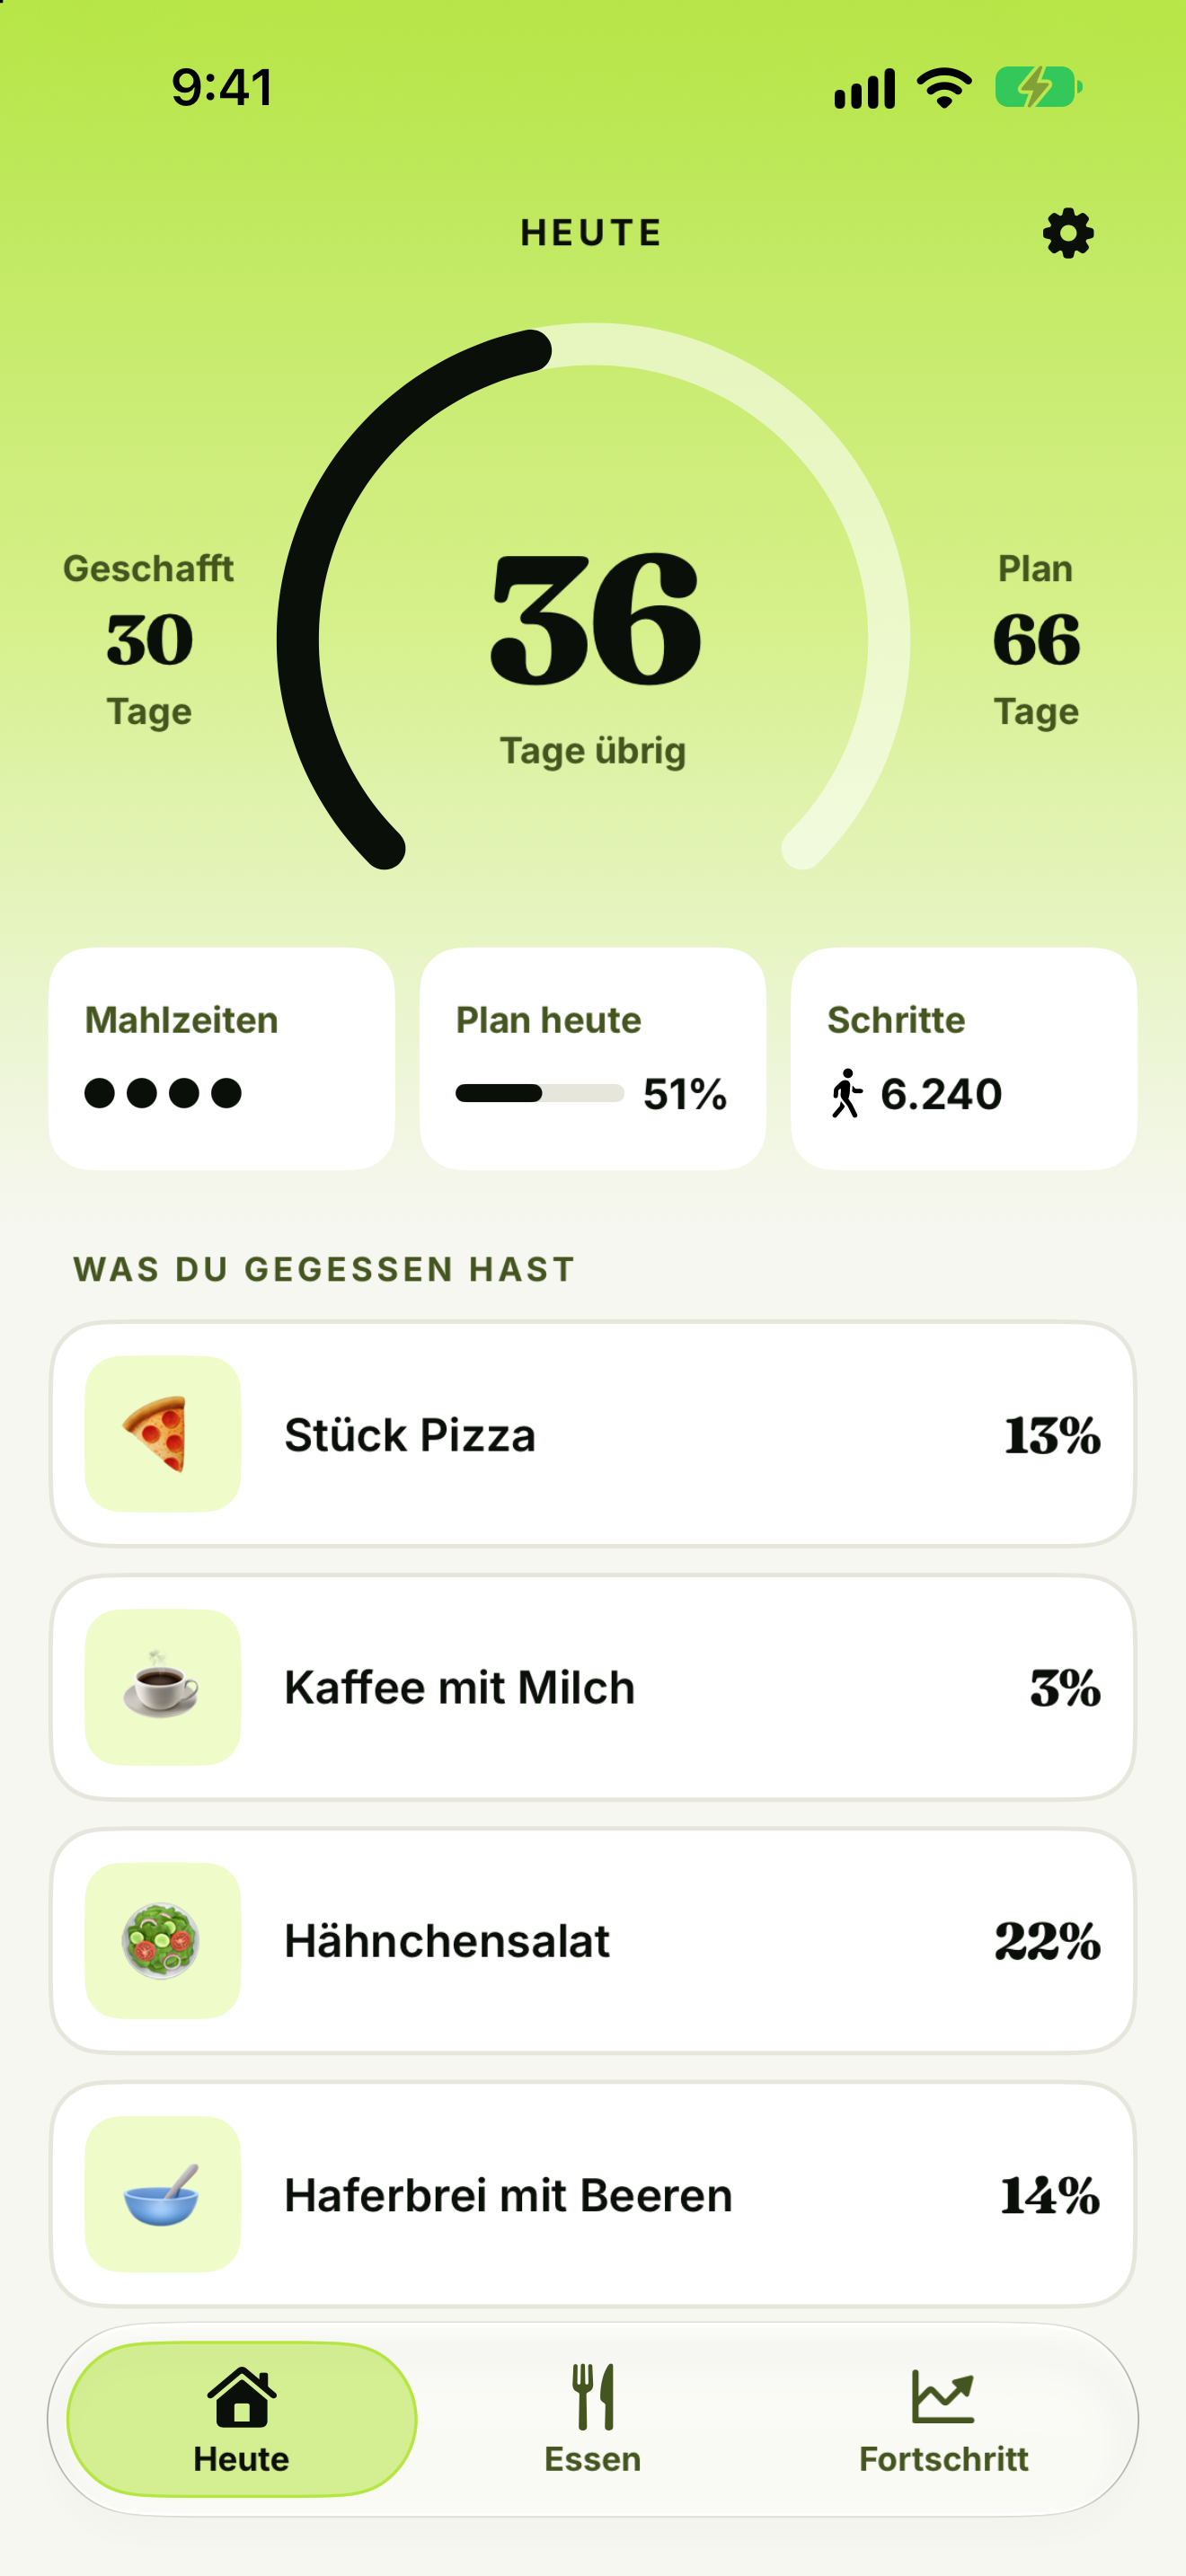 9:41
HEUTE
Geschafft
30
Tage
36
Tage übrig
Plan
66
Tage
Mahlzeiten
Plan heute
51%
Schritte
6.240
WAS DU GEGESSEN HAST
Stück Pizza
13%
Kaffee mit Milch
3%
Hähnchensalat
22%
Haferbrei mit Beeren
14%
Heute
Essen
Fortschritt